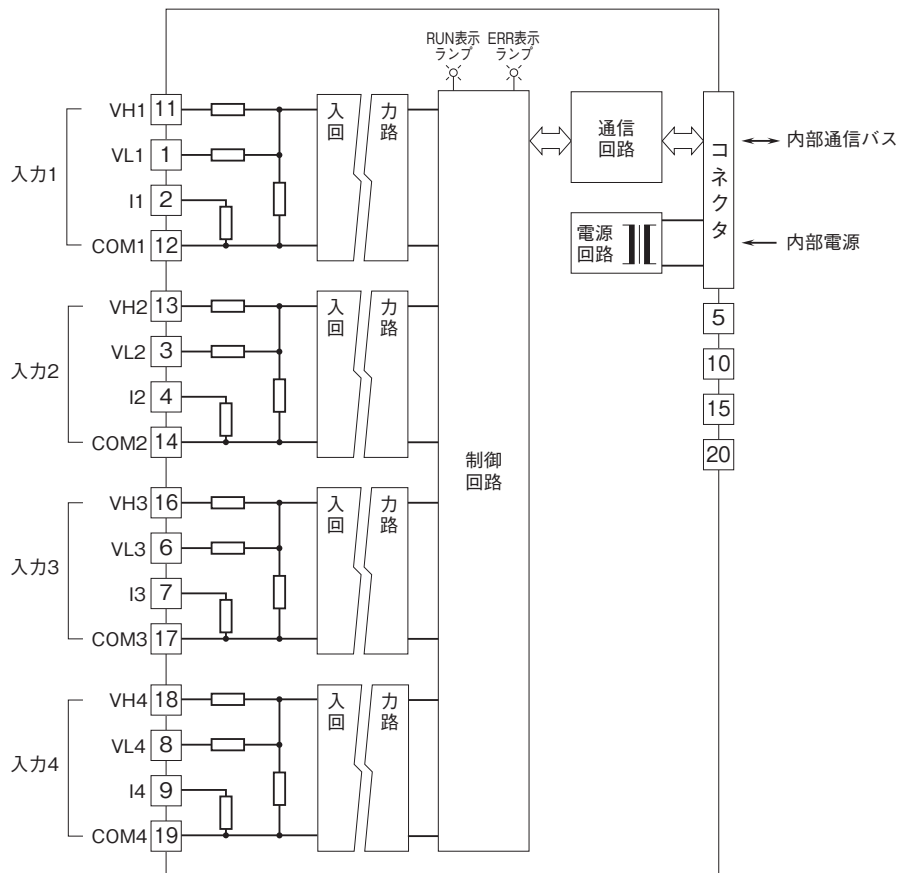 RUN表示
ランプ
ERR表示
ランプ
入力1
VH1 11
VL1 1
I1 2
COM1 12
入 力
回 路
入力2
VH2 13
VL2 3
I2 4
COM2 14
入 力
回 路
入力3
VH3 16
VL3 6
I3 7
COM3 17
入 力
回 路
入力4
VH4 18
VL4 8
I4 9
COM4 19
入 力
回 路
制御
回路
通信
回路
電源
回路
コネクタ
内部通信バス
内部電源
5
10
15
20